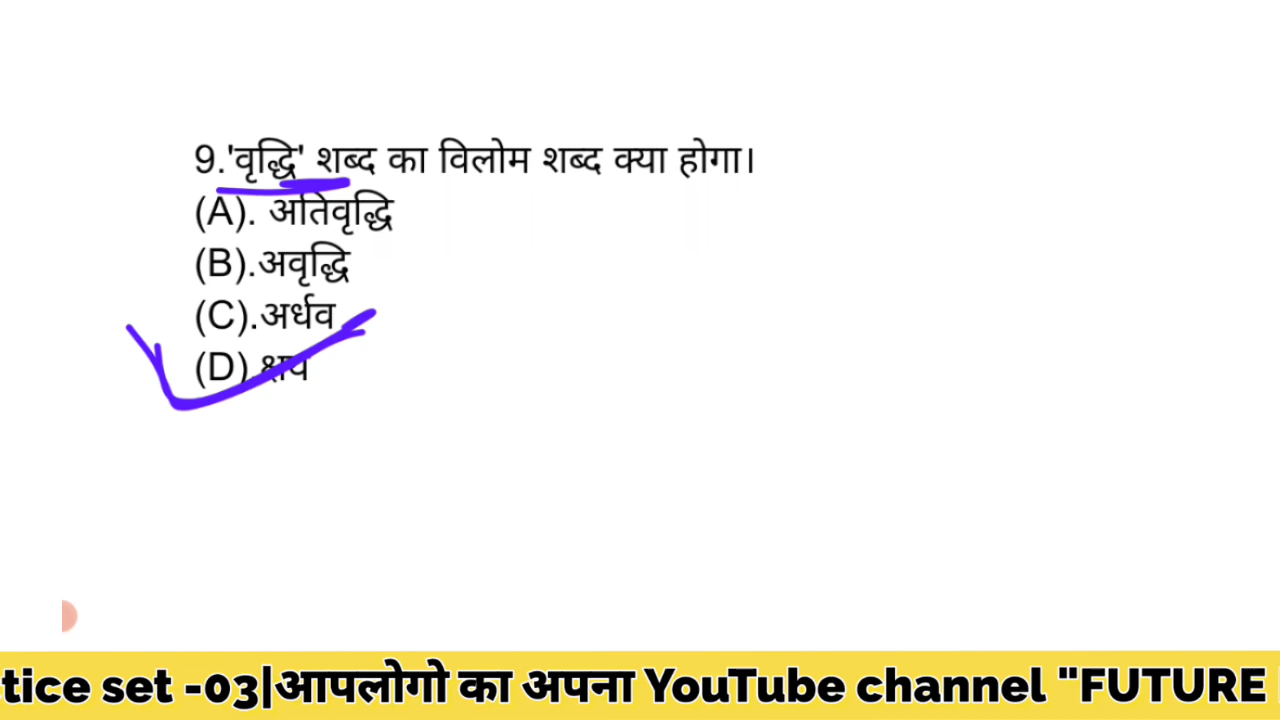 9.'वृद्धि' शब्द का विलोम शब्द क्या होगा।
(A). अतिवृद्धि
(B).अवृद्धि
(C).अर्धव
(D) क्षय
tice set -03|आपलोगो का अपना YouTube channel "FUTURE